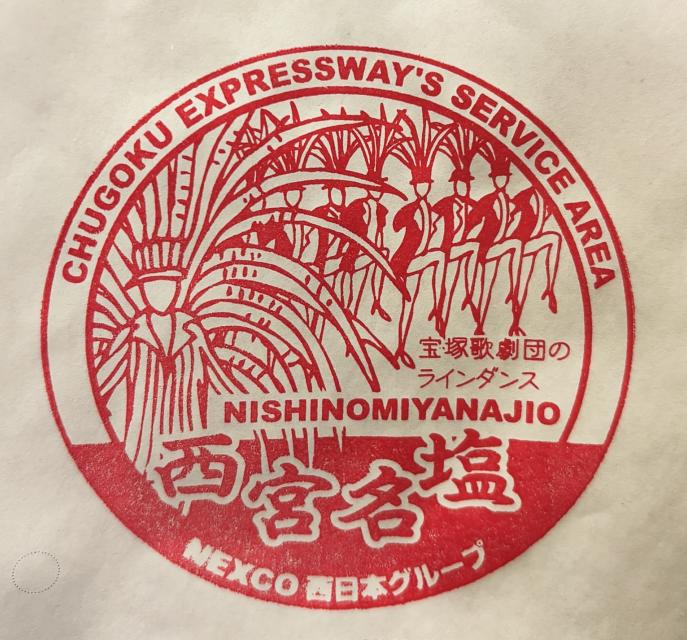 CHUGOKU EXPRESSWAY'S SERVICE AREA
宝塚歌劇団の
ラインダンス
NISHINOMIYANAJIO
西宮名塩
NEXCO 西日本グループ